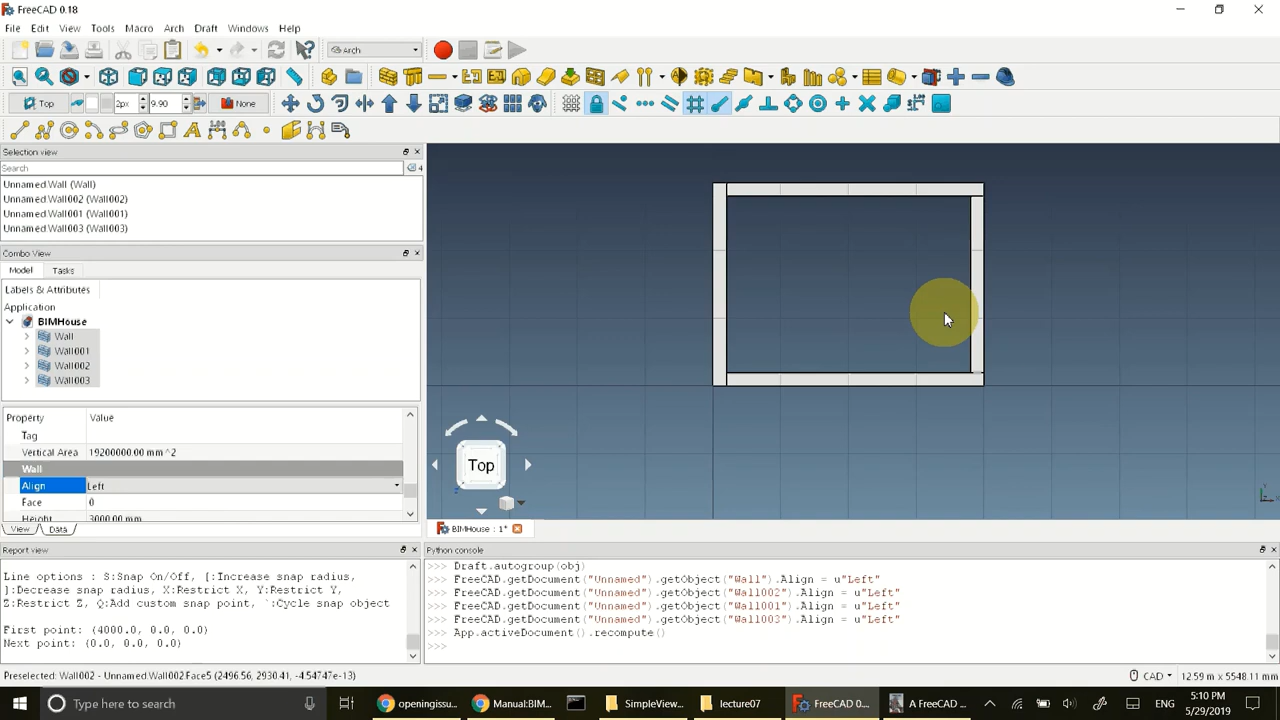 FreeCAD 0.18
File Edit View Tools Macro Arch Draft Windows Help
Arch
Top 2px 9.90 None
Selection view
Search 4
Unnamed.Wall (Wall)
Unnamed.Wall002 (Wall002)
Unnamed.Wall001 (Wall001)
Unnamed.Wall003 (Wall003)
Combo View
Model Tasks
Labels & Attributes
Application
BIMHouse
Wall
Wall001
Wall002
Wall003
Property Value
Tag
Vertical Area 19200000.00 mm^2
Wall
Align Left
Face 0
Height 3000.00 mm
View Data
Top
BIMHouse : 1*
Report view
Line options : S:Snap On/Off, [:Increase snap radius,
]:Decrease snap radius, X:Restrict X, Y:Restrict Y,
Z:Restrict Z, Q:Add custom snap point, `:Cycle snap object
First point: {4000.0, 0.0, 0.0}
Next point: {0.0, 0.0, 0.0}
Python console
>>> Draft.autogroup(obj)
>>> FreeCAD.getDocument("Unnamed").getObject("Wall").Align = u"Left"
>>> FreeCAD.getDocument("Unnamed").getObject("Wall002").Align = u"Left"
>>> FreeCAD.getDocument("Unnamed").getObject("Wall001").Align = u"Left"
>>> FreeCAD.getDocument("Unnamed").getObject("Wall003").Align = u"Left"
>>> App.activeDocument().recompute()
>>>
Preselected: Wall002 - Unnamed.Wall002.Face5 (2496.56, 2930.41, -4.54747e-13)
CAD 12.59 m x 5548.11 mm
Type here to search
openingissu...
Manual:BIM...
SimpleView...
lecture07
FreeCAD 0....
A FreeCAD ...
ENG
5:10 PM
5/29/2019